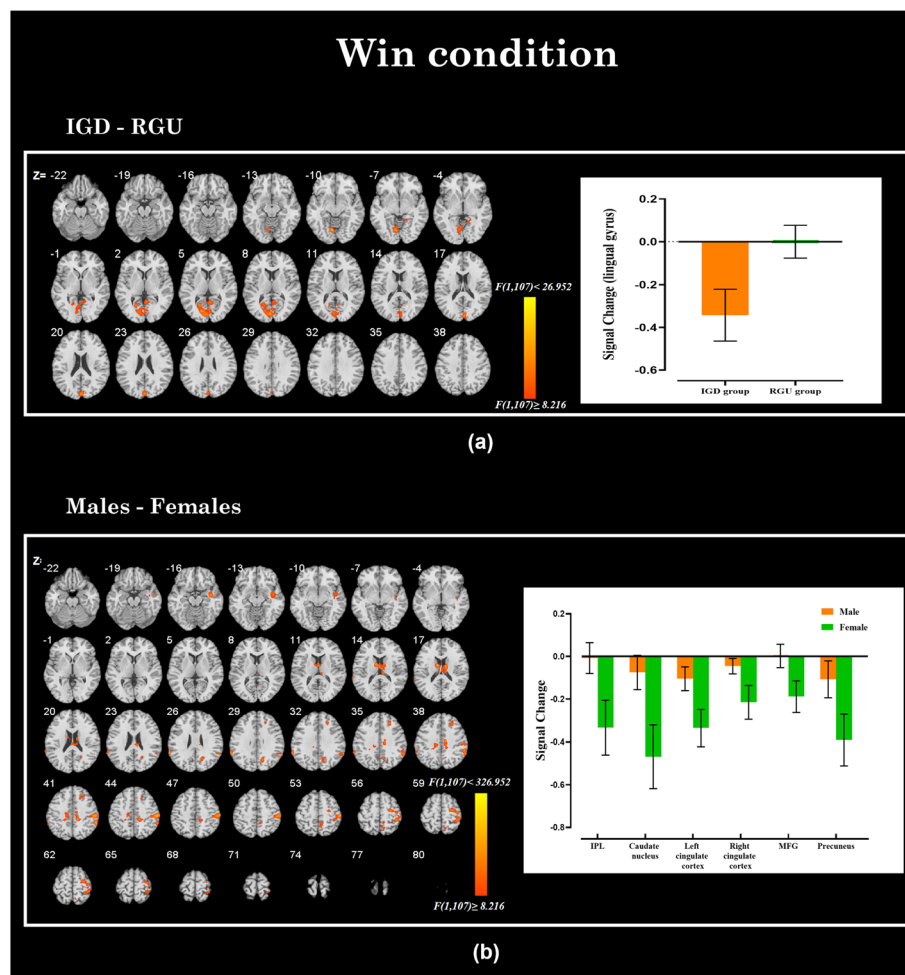 Win condition
IGD - RGU
Z= -22 -19 -16 -13 -10 -7 -4
-1 2 5 8 11 14 17
20 23 26 29 32 35 38
F(1,107)< 26.952
F(1,107)≥ 8.216
Signal Change (lingual gyrus)
0.2
0.0
-0.2
-0.4
-0.6
IGD group RGU group
(a)
Males - Females
Z: -22 -19 -16 -13 -10 -7 -4
-1 2 5 8 11 14 17
20 23 26 29 32 35 38
41 44 47 50 53 56 59
62 65 68 71 74 77 80
F(1,107)< 326.952
F(1,107)≥ 8.216
Signal Change
0.2
0.0
-0.2
-0.4
-0.6
-0.8
Male
Female
IPL
Caudate
nucleus
Left
cingulate
cortex
Right
cingulate
cortex
MFG
Precuneus
(b)